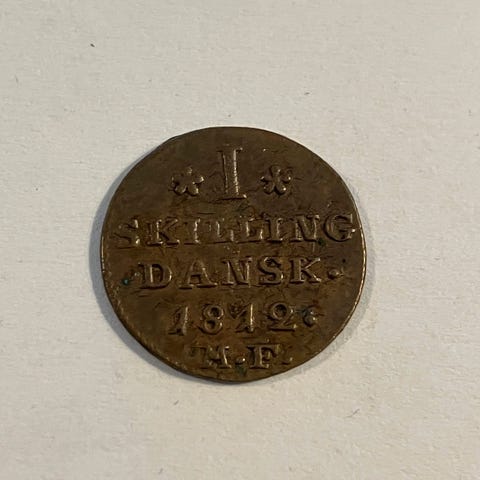 I
SKILLING
DANSK.
1812
M.F.